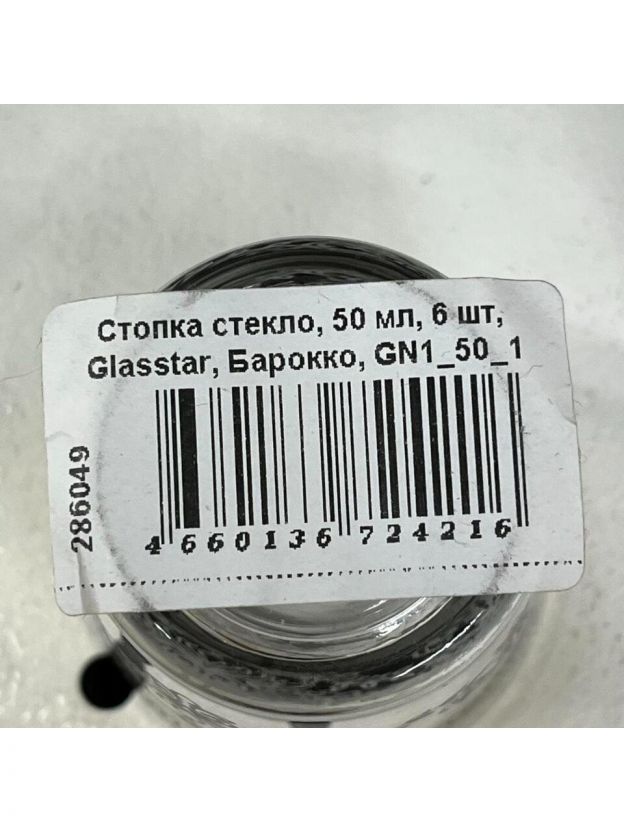 Стопка стекло, 50 мл, 6 шт,
Glasstar, Барокко, GN1_50_1
286049
4 660136 724216